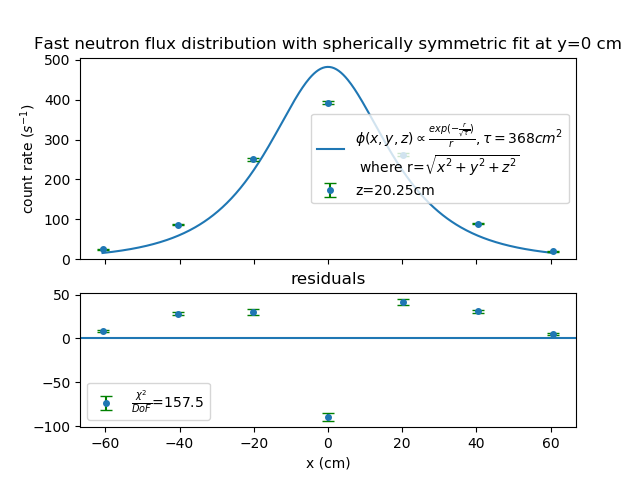 Fast neutron flux distribution with spherically symmetric fit at y=0 cm
500
400
300
200
100
0
count rate (s⁻¹)
ϕ(x, y, z) ∝ exp(−r/√τ)/r, τ = 368cm²
where r=√x² + y² + z²
z=20.25cm
residuals
50
0
−50
−100
χ²/DoF=157.5
−60 −40 −20 0 20 40 60
x (cm)